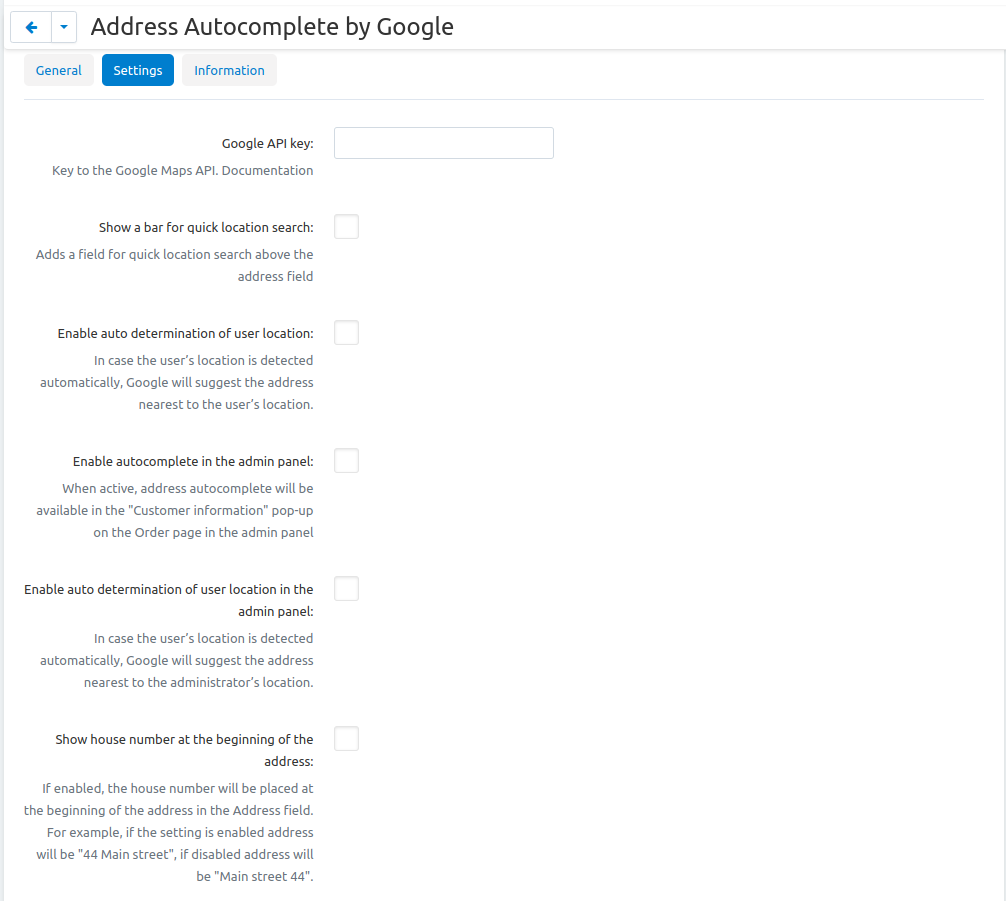 Address Autocomplete by Google
General
Settings
Information
Google API key:
Key to the Google Maps API. Documentation
Show a bar for quick location search:
Adds a field for quick location search above the
address field
Enable auto determination of user location:
In case the user’s location is detected
automatically, Google will suggest the address
nearest to the user’s location.
Enable autocomplete in the admin panel:
When active, address autocomplete will be
available in the "Customer information" pop-up
on the Order page in the admin panel
Enable auto determination of user location in the
admin panel:
In case the user’s location is detected
automatically, Google will suggest the address
nearest to the administrator’s location.
Show house number at the beginning of the
address:
If enabled, the house number will be placed at
the beginning of the address in the Address field.
For example, if the setting is enabled address
will be "44 Main street", if disabled address will
be "Main street 44".